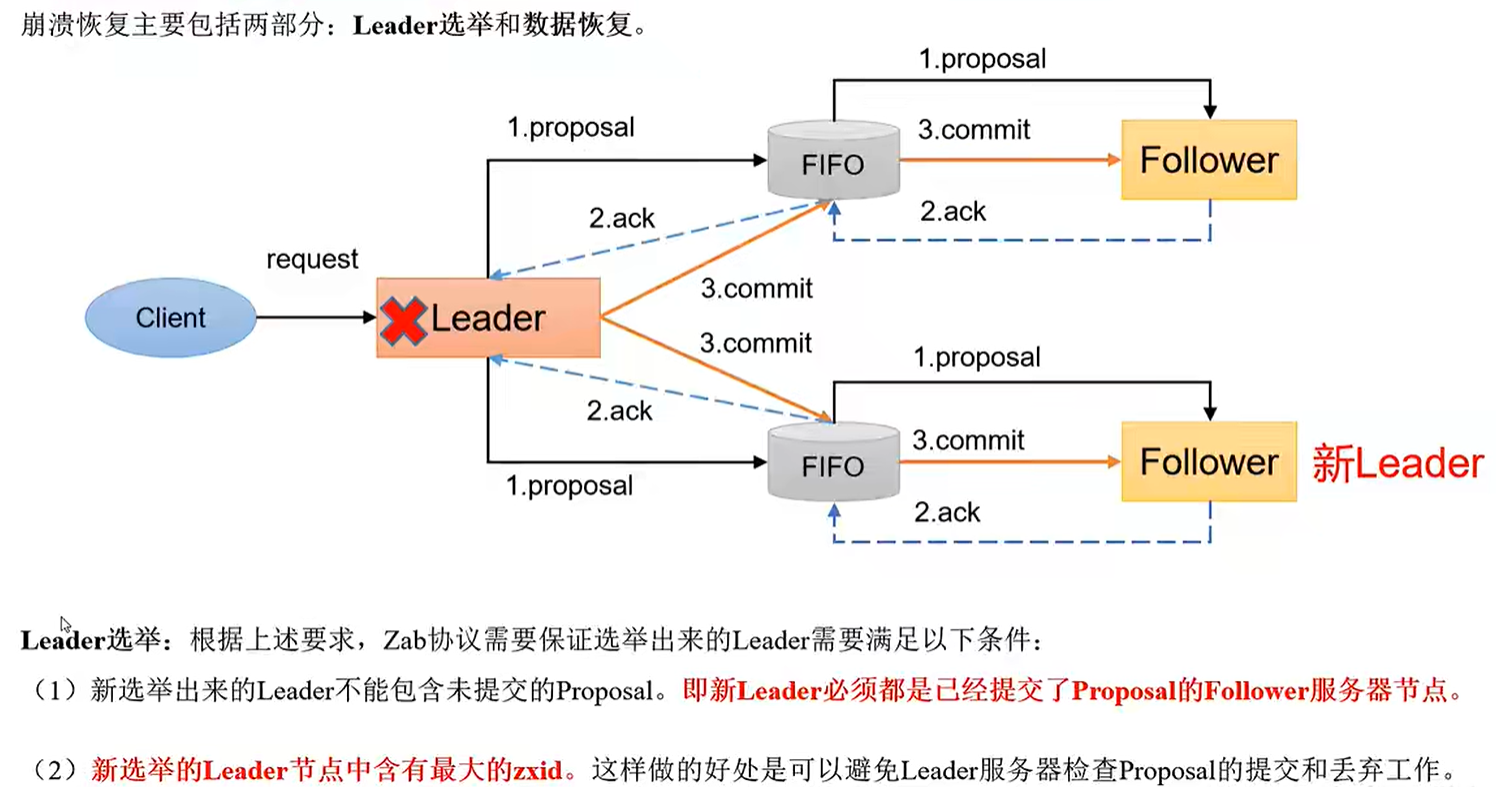 崩溃恢复主要包括两部分：Leader选举和数据恢复。
1.proposal
1.proposal
FIFO
3.commit
Follower
2.ack
2.ack
request
3.commit
Client
Leader
3.commit
1.proposal
2.ack
3.commit
FIFO
Follower
新Leader
1.proposal
2.ack
Leader选举：根据上述要求，Zab协议需要保证选举出来的Leader需要满足以下条件：
（1）新选举出来的Leader不能包含未提交的Proposal。即新Leader必须都是已经提交了Proposal的Follower服务器节点。
（2）新选举的Leader节点中含有最大的zxid。这样做的好处是可以避免Leader服务器检查Proposal的提交和丢弃工作。